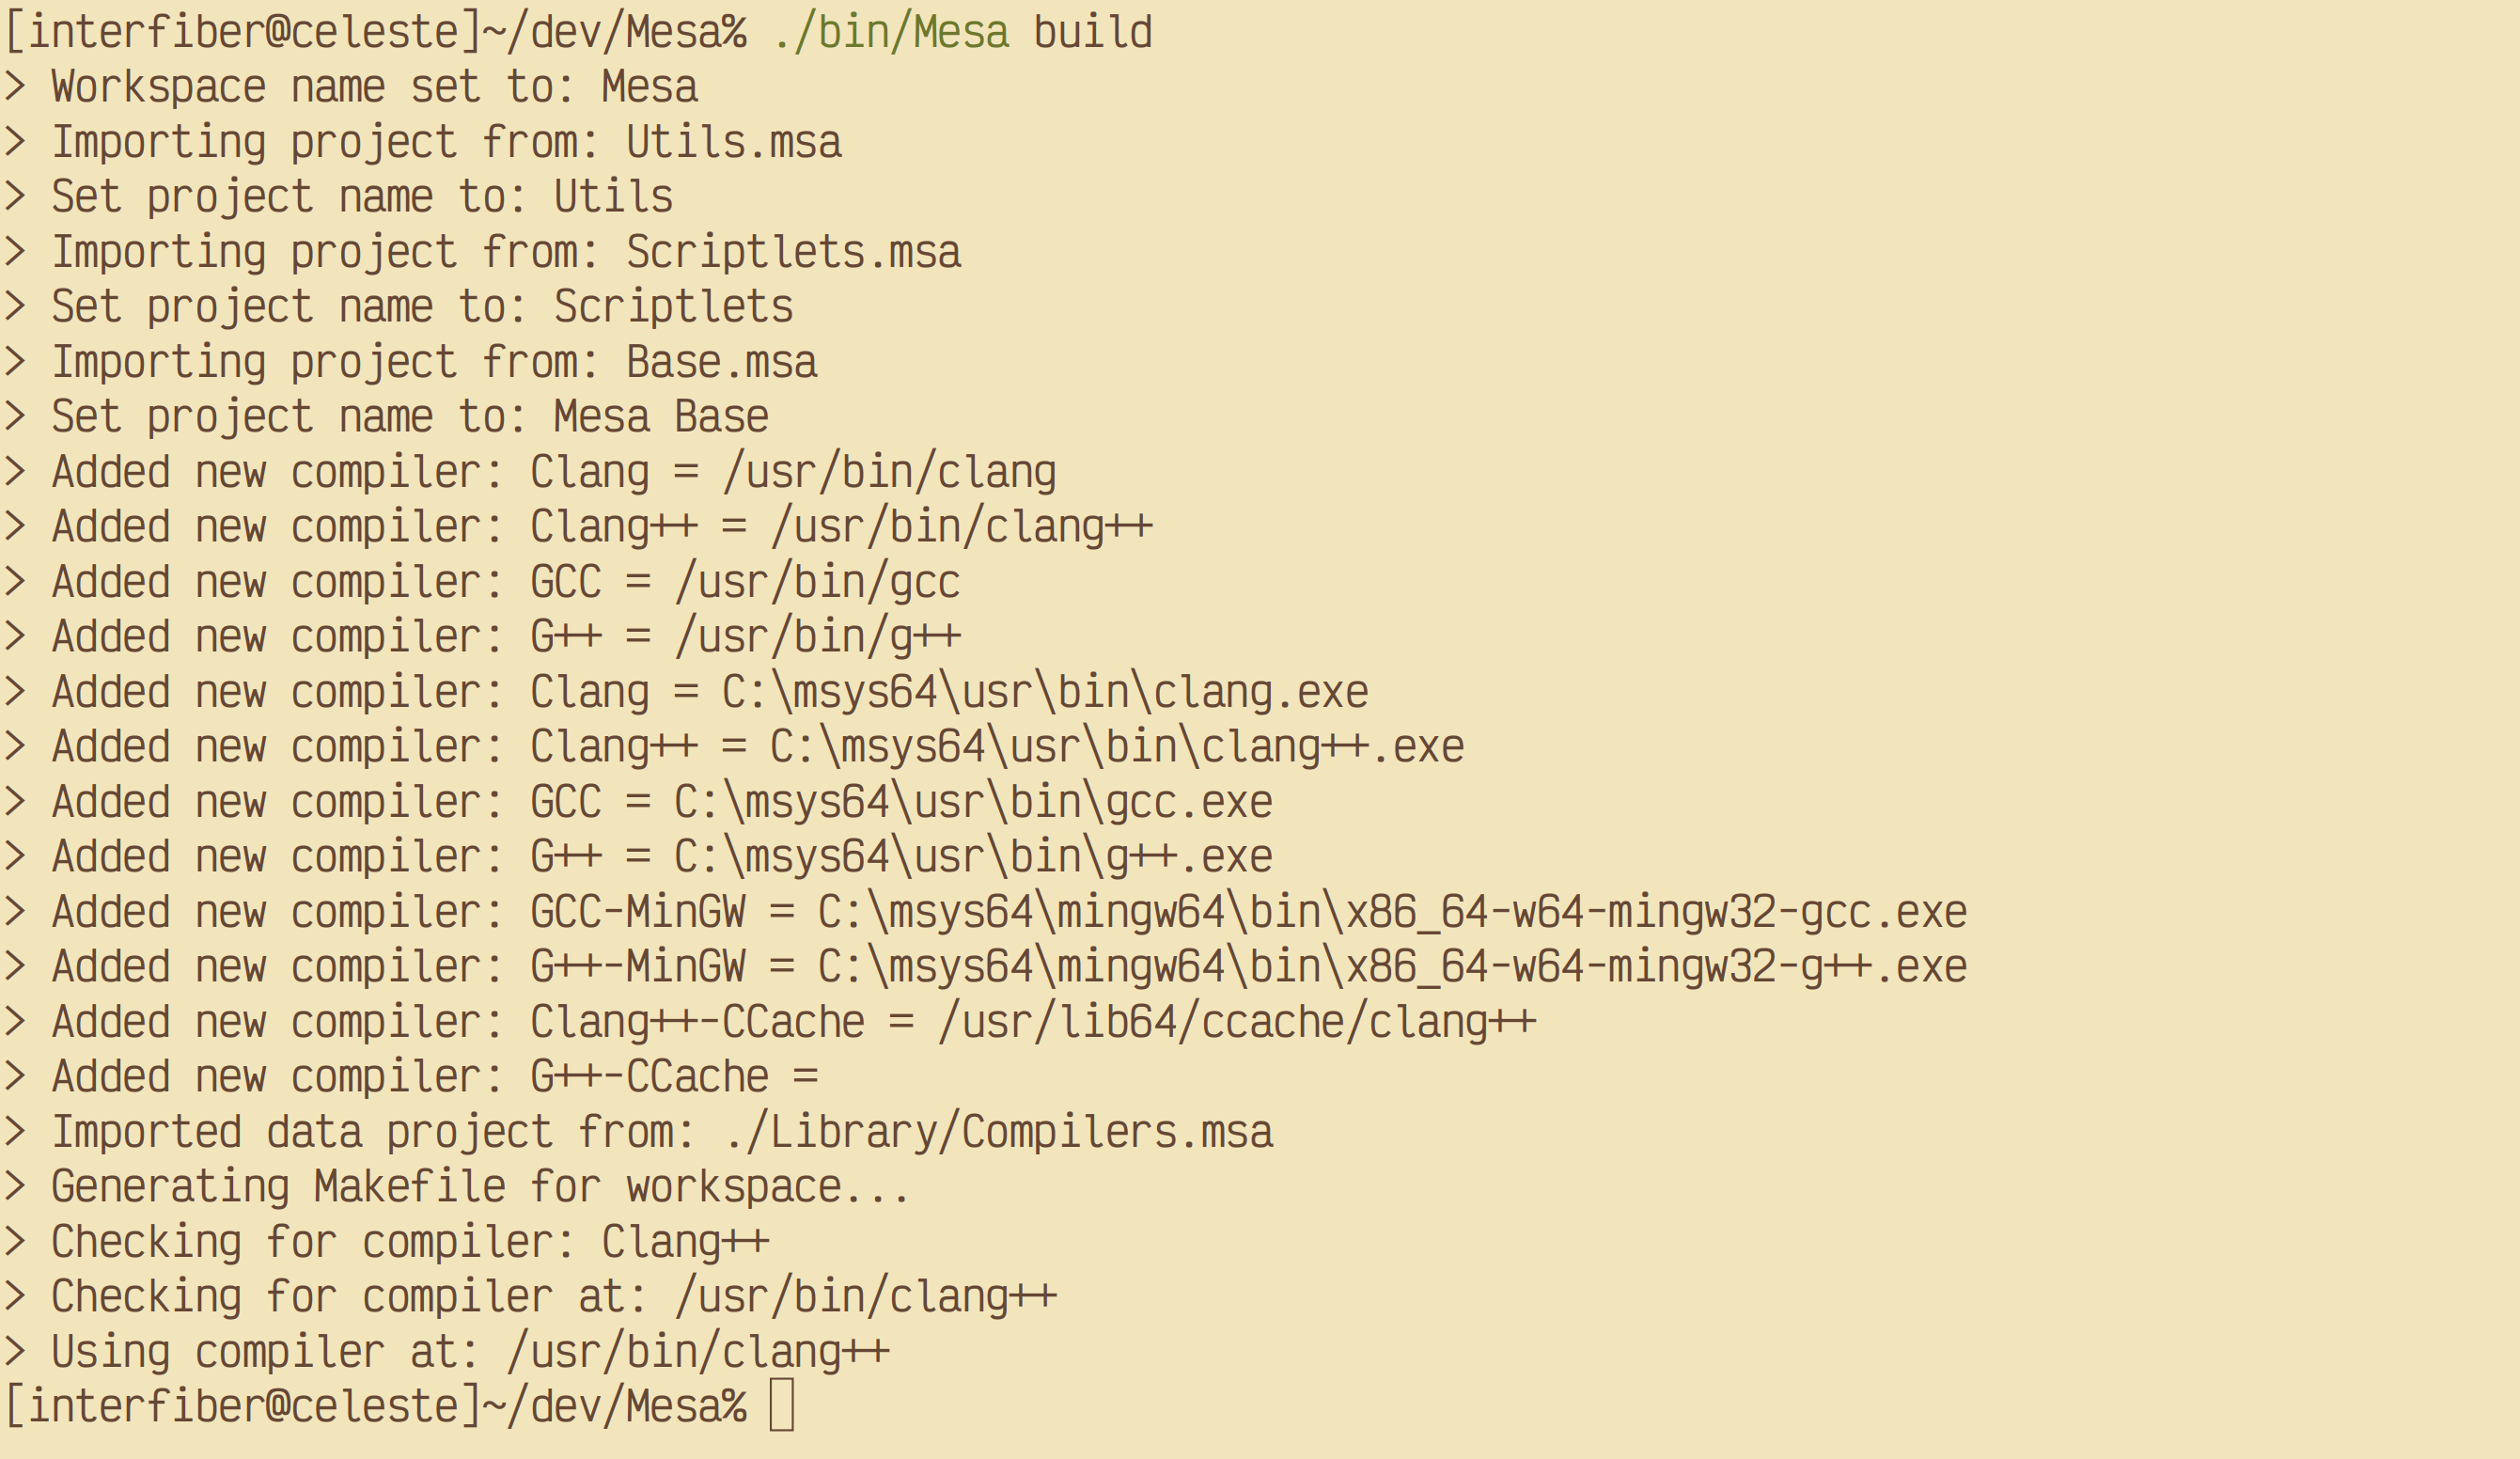 [interfiber@celeste]~/dev/Mesa% ./bin/Mesa build
> Workspace name set to: Mesa
> Importing project from: Utils.msa
> Set project name to: Utils
> Importing project from: Scriptlets.msa
> Set project name to: Scriptlets
> Importing project from: Base.msa
> Set project name to: Mesa Base
> Added new compiler: Clang = /usr/bin/clang
> Added new compiler: Clang++ = /usr/bin/clang++
> Added new compiler: GCC = /usr/bin/gcc
> Added new compiler: G++ = /usr/bin/g++
> Added new compiler: Clang = C:\msys64\usr\bin\clang.exe
> Added new compiler: Clang++ = C:\msys64\usr\bin\clang++.exe
> Added new compiler: GCC = C:\msys64\usr\bin\gcc.exe
> Added new compiler: G++ = C:\msys64\usr\bin\g++.exe
> Added new compiler: GCC-MinGW = C:\msys64\mingw64\bin\x86_64-w64-mingw32-gcc.exe
> Added new compiler: G++-MinGW = C:\msys64\mingw64\bin\x86_64-w64-mingw32-g++.exe
> Added new compiler: Clang++-CCache = /usr/lib64/ccache/clang++
> Added new compiler: G++-CCache =
> Imported data project from: ./Library/Compilers.msa
> Generating Makefile for workspace...
> Checking for compiler: Clang++
> Checking for compiler at: /usr/bin/clang++
> Using compiler at: /usr/bin/clang++
[interfiber@celeste]~/dev/Mesa%